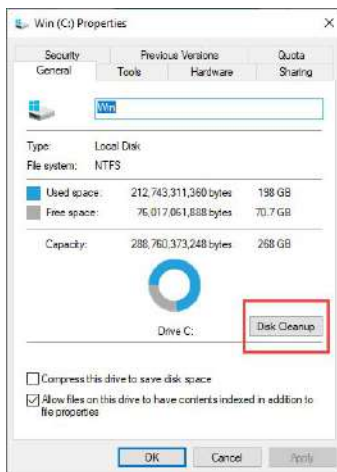 Win (C:) Properties
Security Previous Versions Quota
General Tools Hardware Sharing
Win
Type: Local Disk
File system: NTFS
Used space: 212,743,311,360 bytes 198 GB
Free space: 76,017,061,888 bytes 70.7 GB
Capacity: 288,760,373,248 bytes 268 GB
Drive C:
Disk Cleanup
Compress this drive to save disk space
Allow files on this drive to have contents indexed in addition to
file properties
OK Cancel Apply